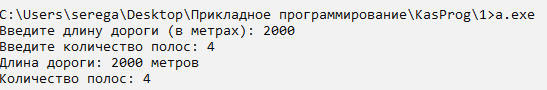 C:\Users\serega\Desktop\Прикладное программирование\KasProg\1>a.exe
Введите длину дороги (в метрах): 2000
Введите количество полос: 4
Длина дороги: 2000 метров
Количество полос: 4